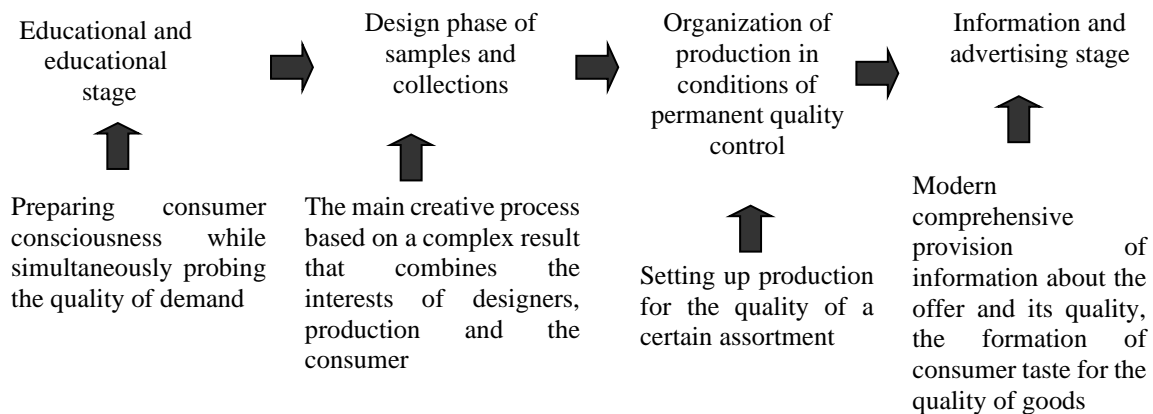 Educational and
educational
stage
Design phase of
samples and
collections
Organization of
production in
conditions of
permanent quality
control
Information and
advertising stage
Preparing consumer
consciousness while
simultaneously probing
the quality of demand
The main creative process
based on a complex result
that combines the
interests of designers,
production and the
consumer
Setting up production
for the quality of a
certain assortment
Modern
comprehensive
provision of
information about the
offer and its quality,
the formation of
consumer taste for the
quality of goods